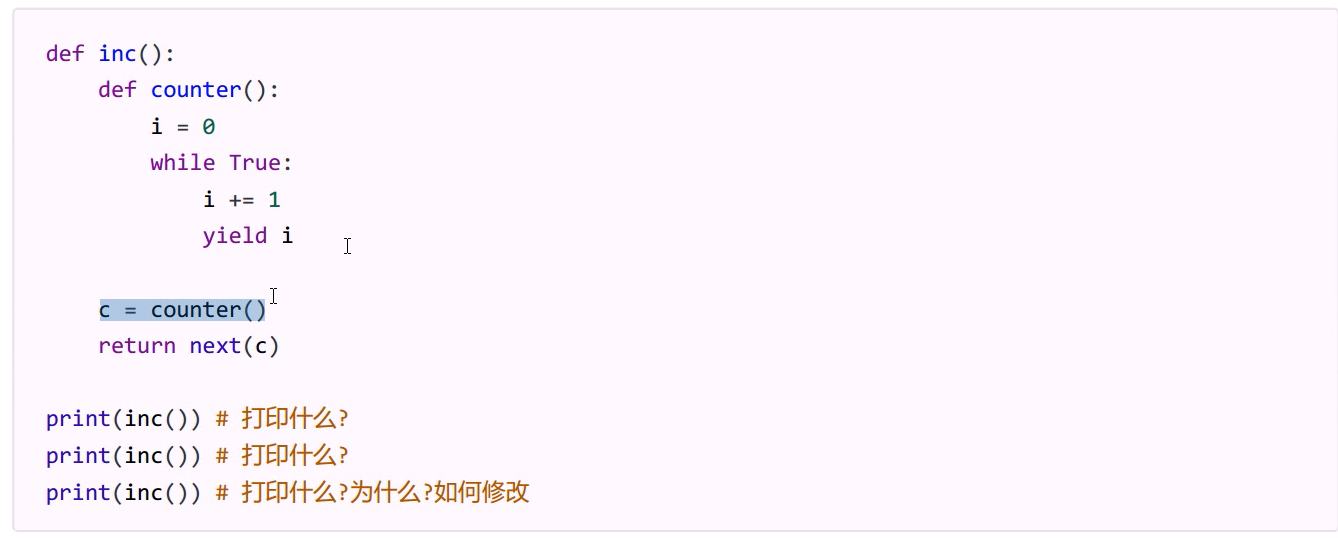 def inc():
    def counter():
        i = 0
        while True:
            i += 1
            yield i

    c = counter()
    return next(c)

print(inc()) # 打印什么?
print(inc()) # 打印什么?
print(inc()) # 打印什么?为什么?如何修改